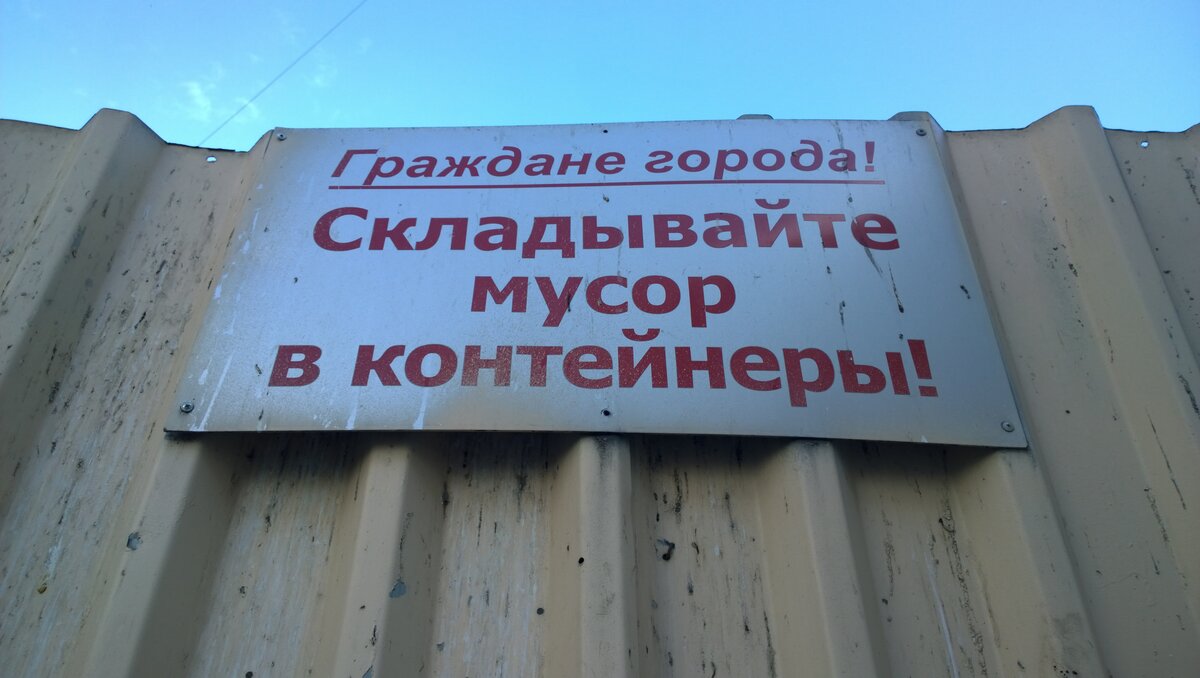 Граждане города!
Складывайте
мусор
в контейнеры!